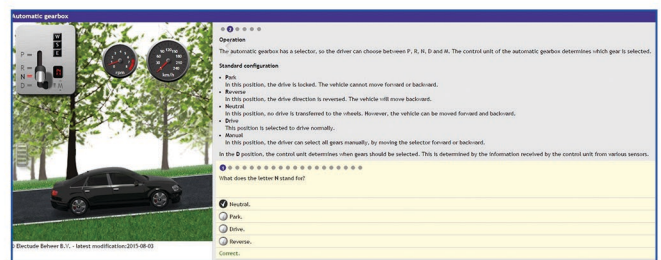 Automatic gearbox
W
S
E
P
R
N
D
M
rpm
km/h
© Electude Beheer B.V. - latest modification:2015-08-03
2
Operation
The automatic gearbox has a selector, so the driver can choose between P, R, N, D and M. The control unit of the automatic gearbox determines which gear is selected.
Standard configuration
• Park
In this position, the drive is locked. The vehicle cannot move forward or backward.
• Reverse
In this position, the drive direction is reversed. The vehicle will move backward.
• Neutral
In this position, no drive is transferred to the wheels. However, the vehicle can be moved forward and backward.
• Drive
This position is selected to drive normally.
• Manual
In this position, the driver can select all gears manually, by moving the selector forward or backward.
In the D position, the control unit determines when gears should be selected. This is determined by the information received by the control unit from various sensors.
1
What does the letter N stand for?
Neutral.
Park.
Drive.
Reverse.
Correct.